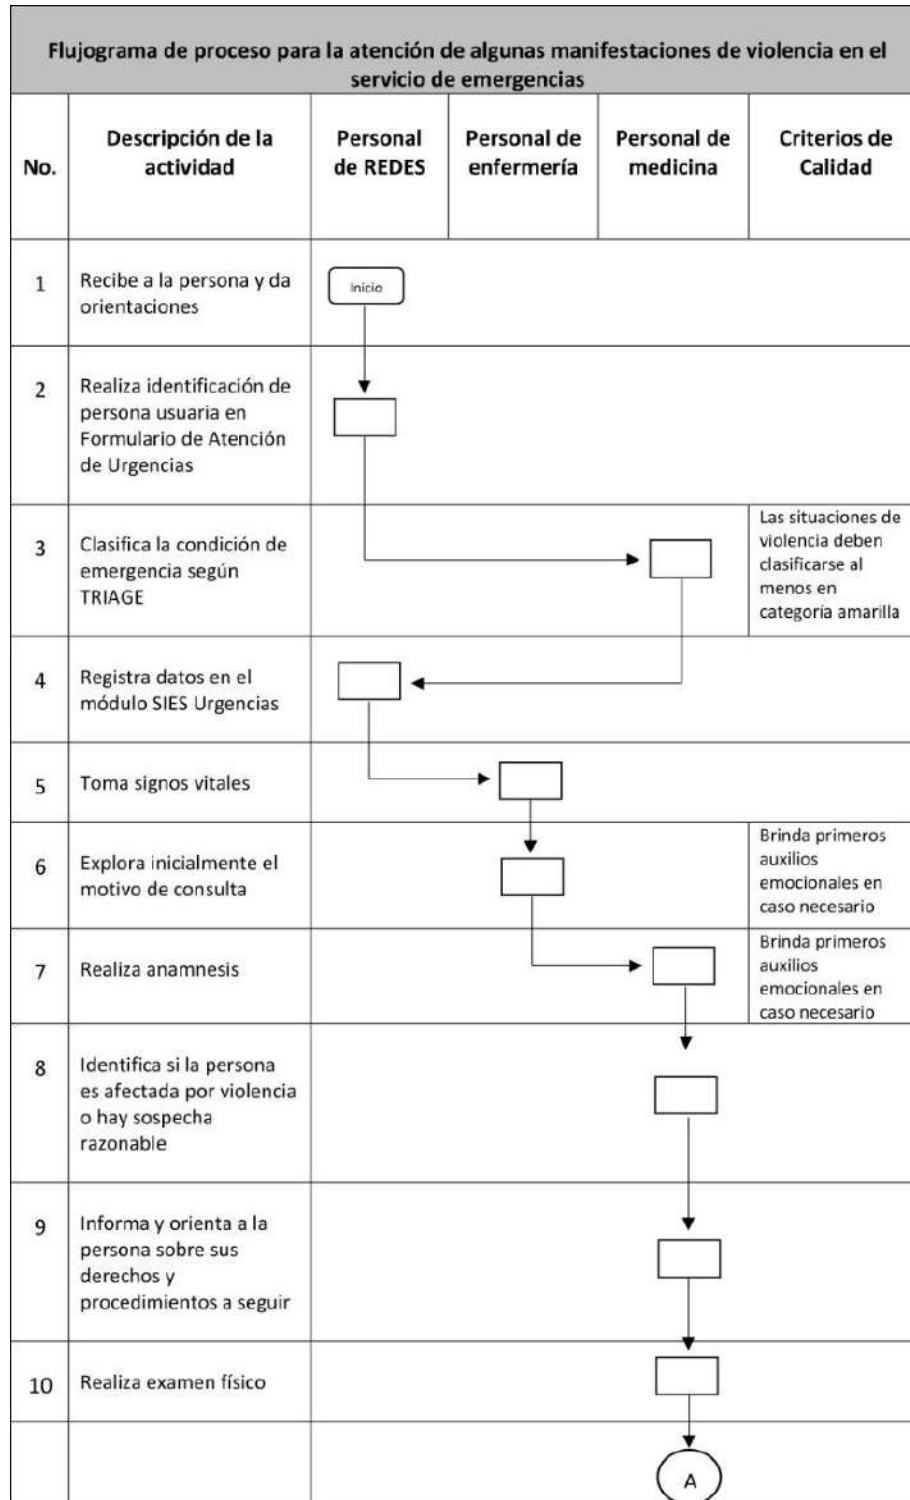 Flujograma de proceso para la atención de algunas manifestaciones de violencia en el
servicio de emergencias
No.
Descripción de la
actividad
Personal
de REDES
Personal de
enfermería
Personal de
medicina
Criterios de
Calidad
1
Recibe a la persona y da
orientaciones
Inicio
2
Realiza identificación de
persona usuaria en
Formulario de Atención
de Urgencias
3
Clasifica la condición de
emergencia según
TRIAGE
Las situaciones de
violencia deben
clasificarse al
menos en
categoría amarilla
4
Registra datos en el
módulo SIES Urgencias
5
Toma signos vitales
6
Explora inicialmente el
motivo de consulta
Brinda primeros
auxilios
emocionales en
caso necesario
7
Realiza anamnesis
Brinda primeros
auxilios
emocionales en
caso necesario
8
Identifica si la persona
es afectada por violencia
o hay sospecha
razonable
9
Informa y orienta a la
persona sobre sus
derechos y
procedimientos a seguir
10
Realiza examen físico
A